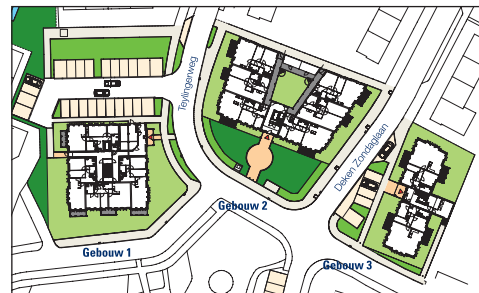 Teylingerweg
Deken Zondaglaan
Gebouw 2
Gebouw 1
Gebouw 3